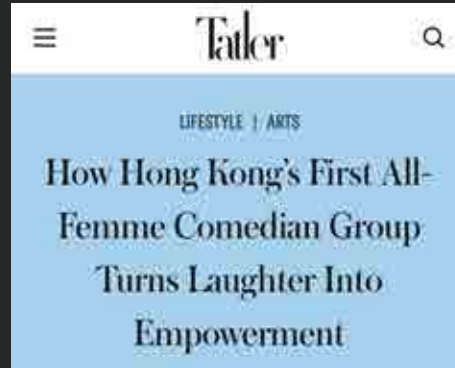 Tatler
LIFESTYLE | ARTS
How Hong Kong's First All-
Femme Comedian Group
Turns Laughter Into
Empowerment